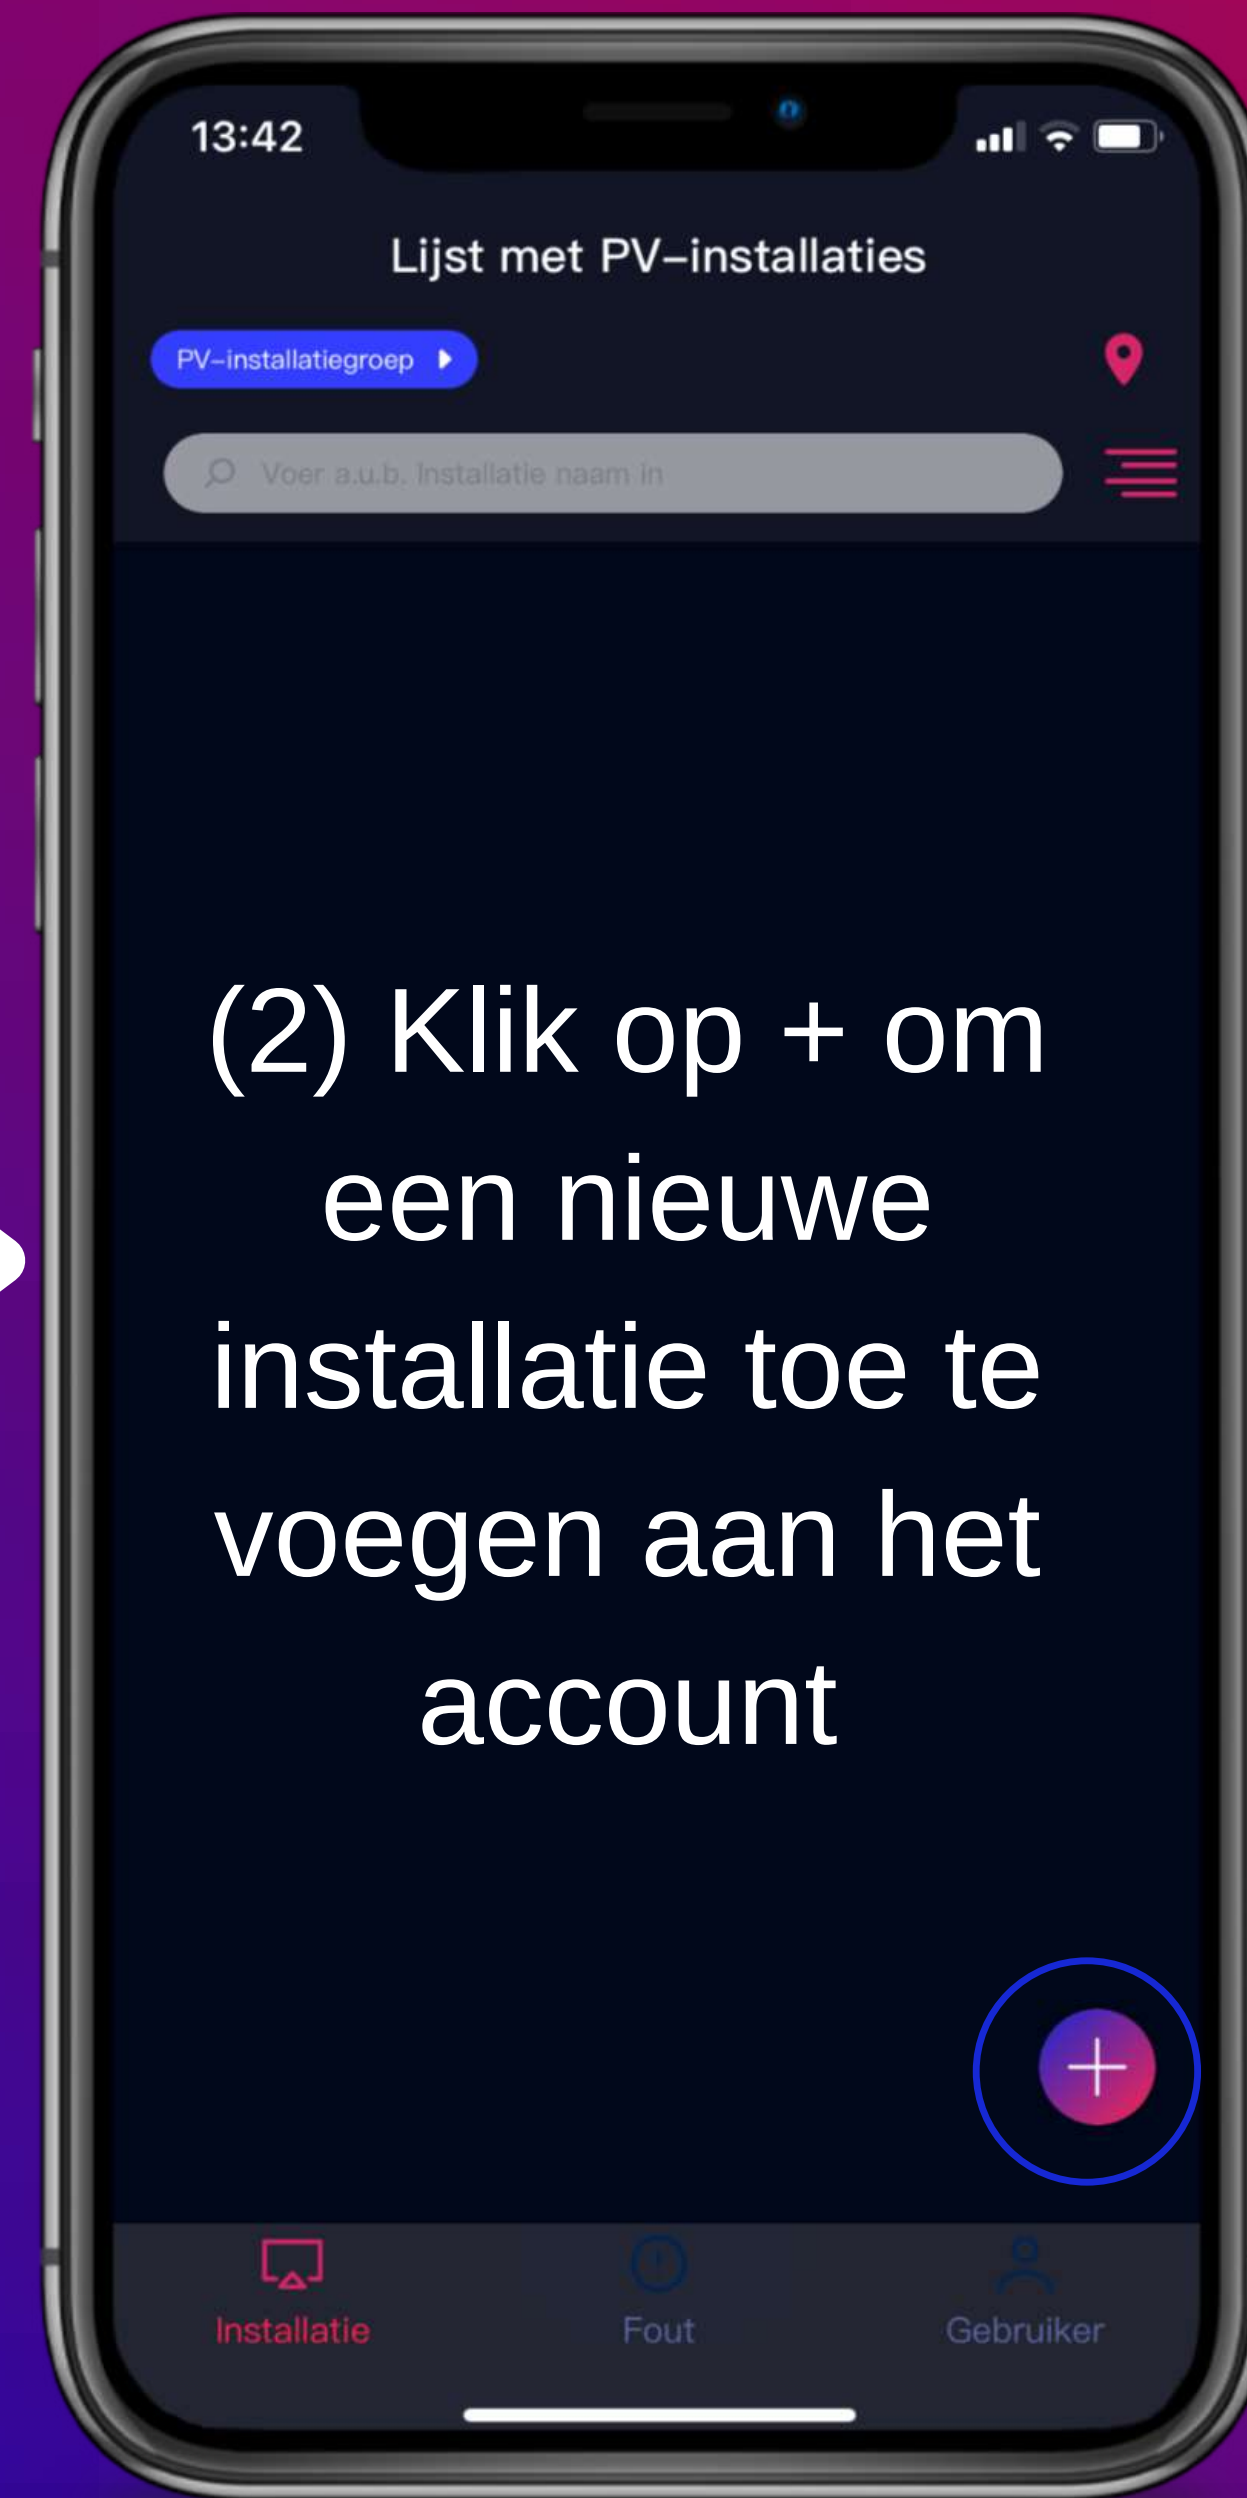 13:42
Lijst met PV-installaties
PV-installatiegroep
Voer a.u.b. Installatie naam in
(2) Klik op + om
een nieuwe
installatie toe te
voegen aan het
account
Installatie
Fout
Gebruiker